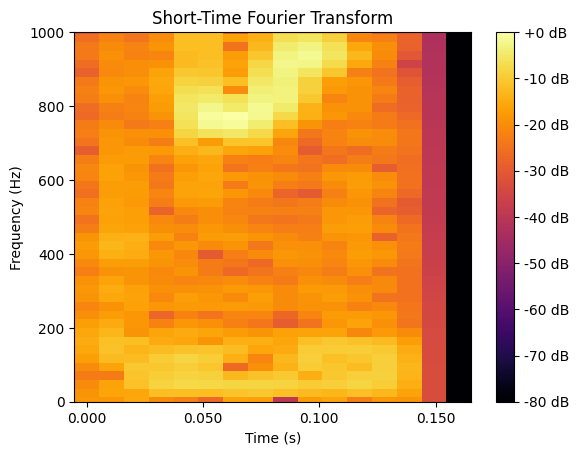 Short-Time Fourier Transform
1000
800
600
400
200
0
Frequency (Hz)
0.000
0.050
0.100
0.150
Time (s)
+0 dB
-10 dB
-20 dB
-30 dB
-40 dB
-50 dB
-60 dB
-70 dB
-80 dB